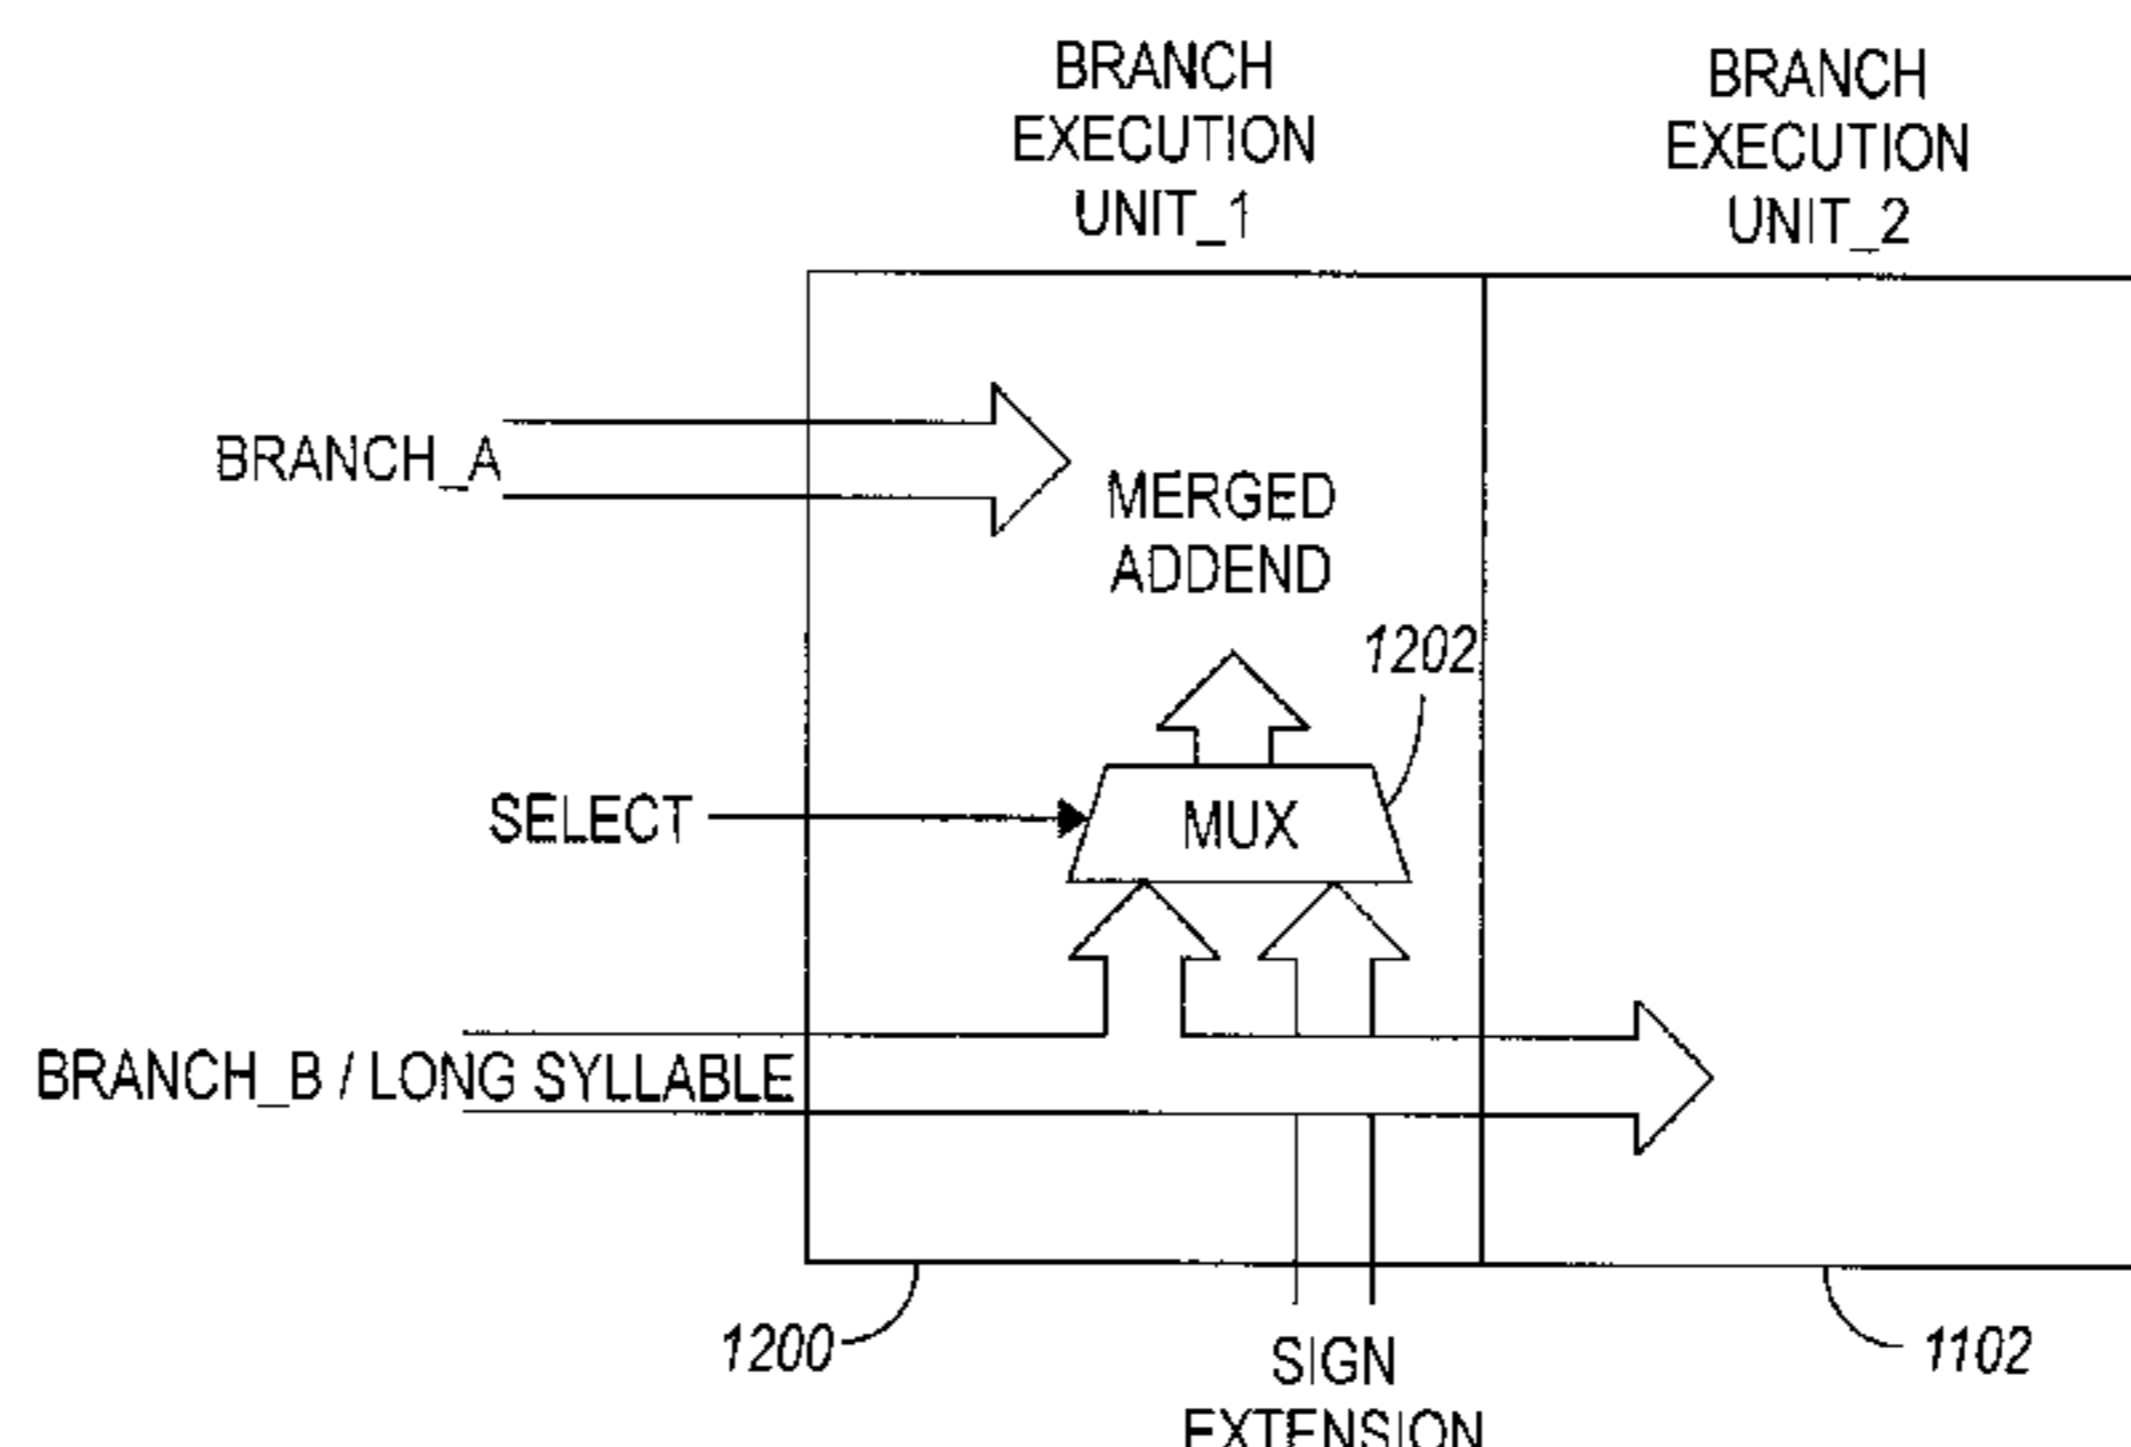 BRANCH
EXECUTION
UNIT_1
BRANCH
EXECUTION
UNIT_2
BRANCH_A
MERGED
ADDEND
1202
SELECT
MUX
BRANCH_B / LONG SYLLABLE
1200
1102
SIGN
EXTENSION